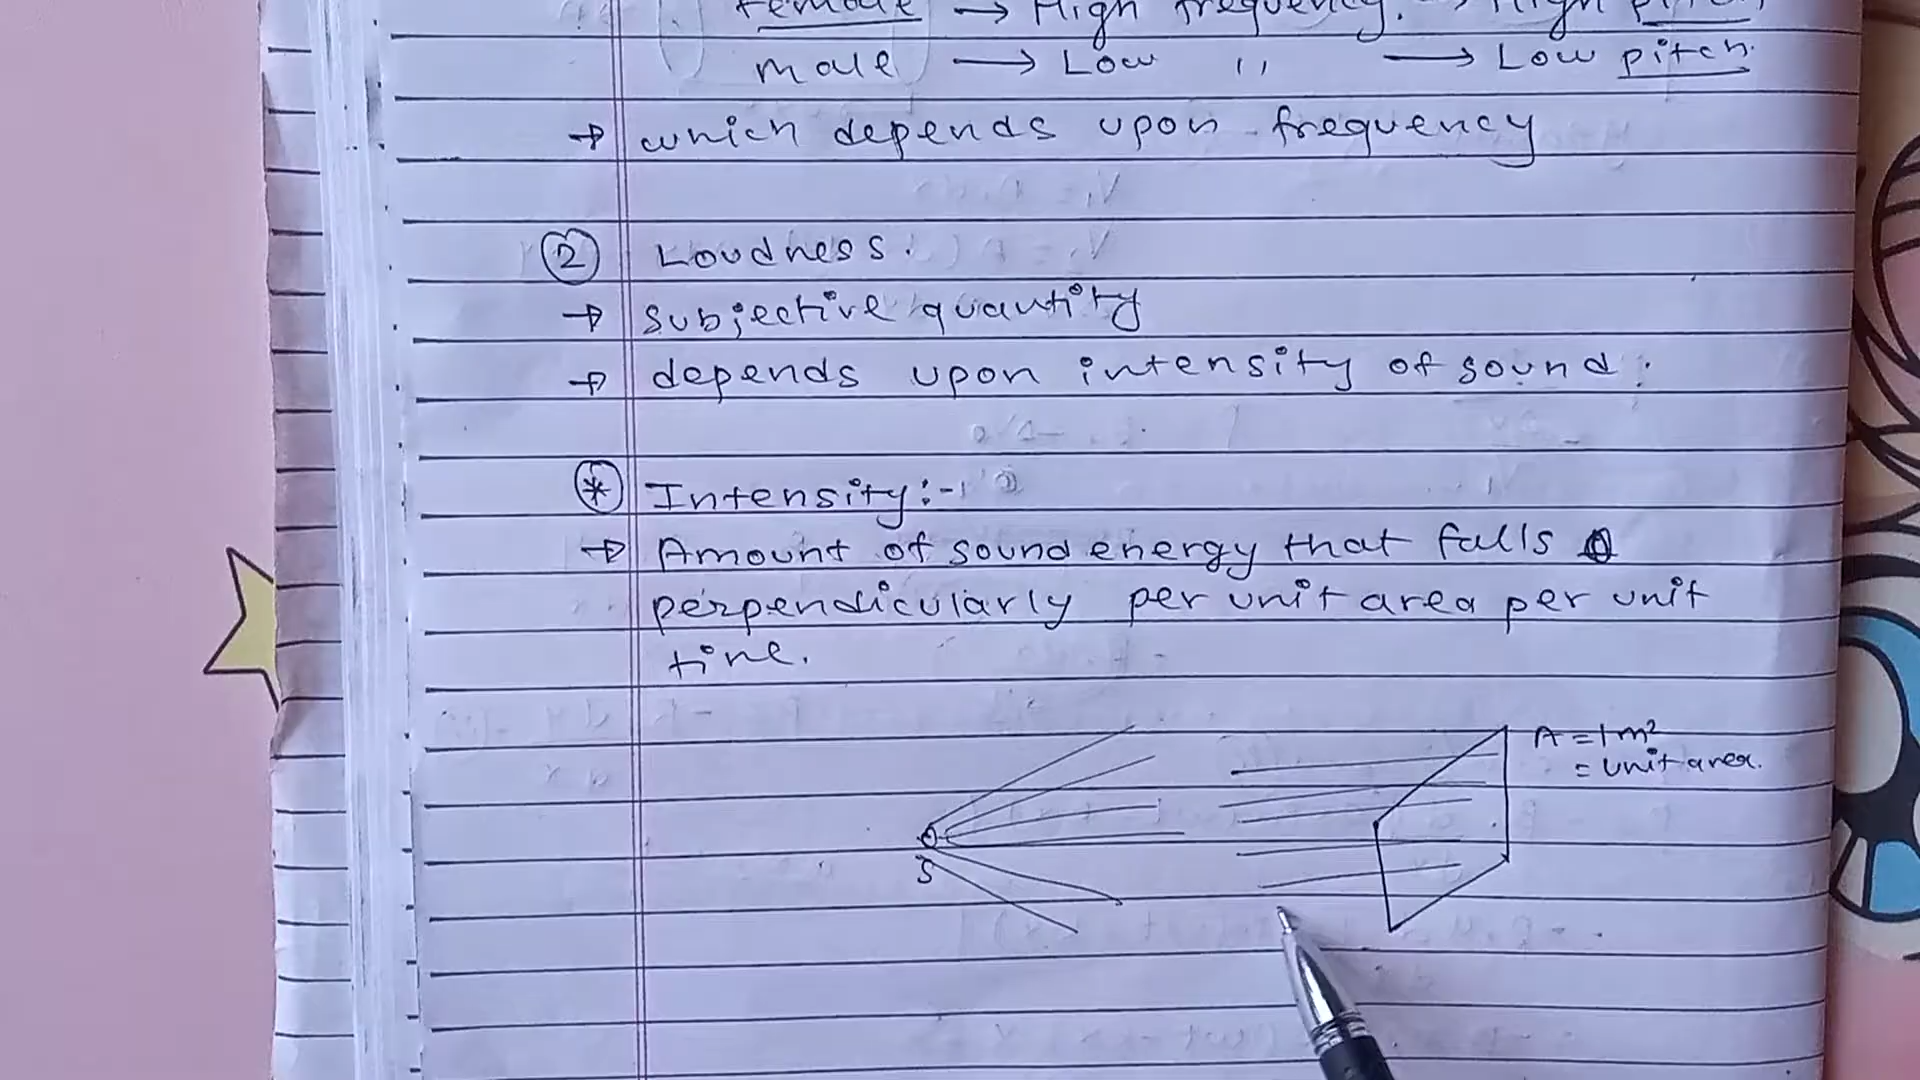 Female → High frequency. → High pitch
male → Low ,, → Low pitch.
→ which depends upon frequency
② Loudness.
→ subjective quantity
→ depends upon intensity of sound.
* Intensity:-
→ Amount of sound energy that falls
perpendicularly per unit area per unit
time.
A = 1m²
= unit area.
S